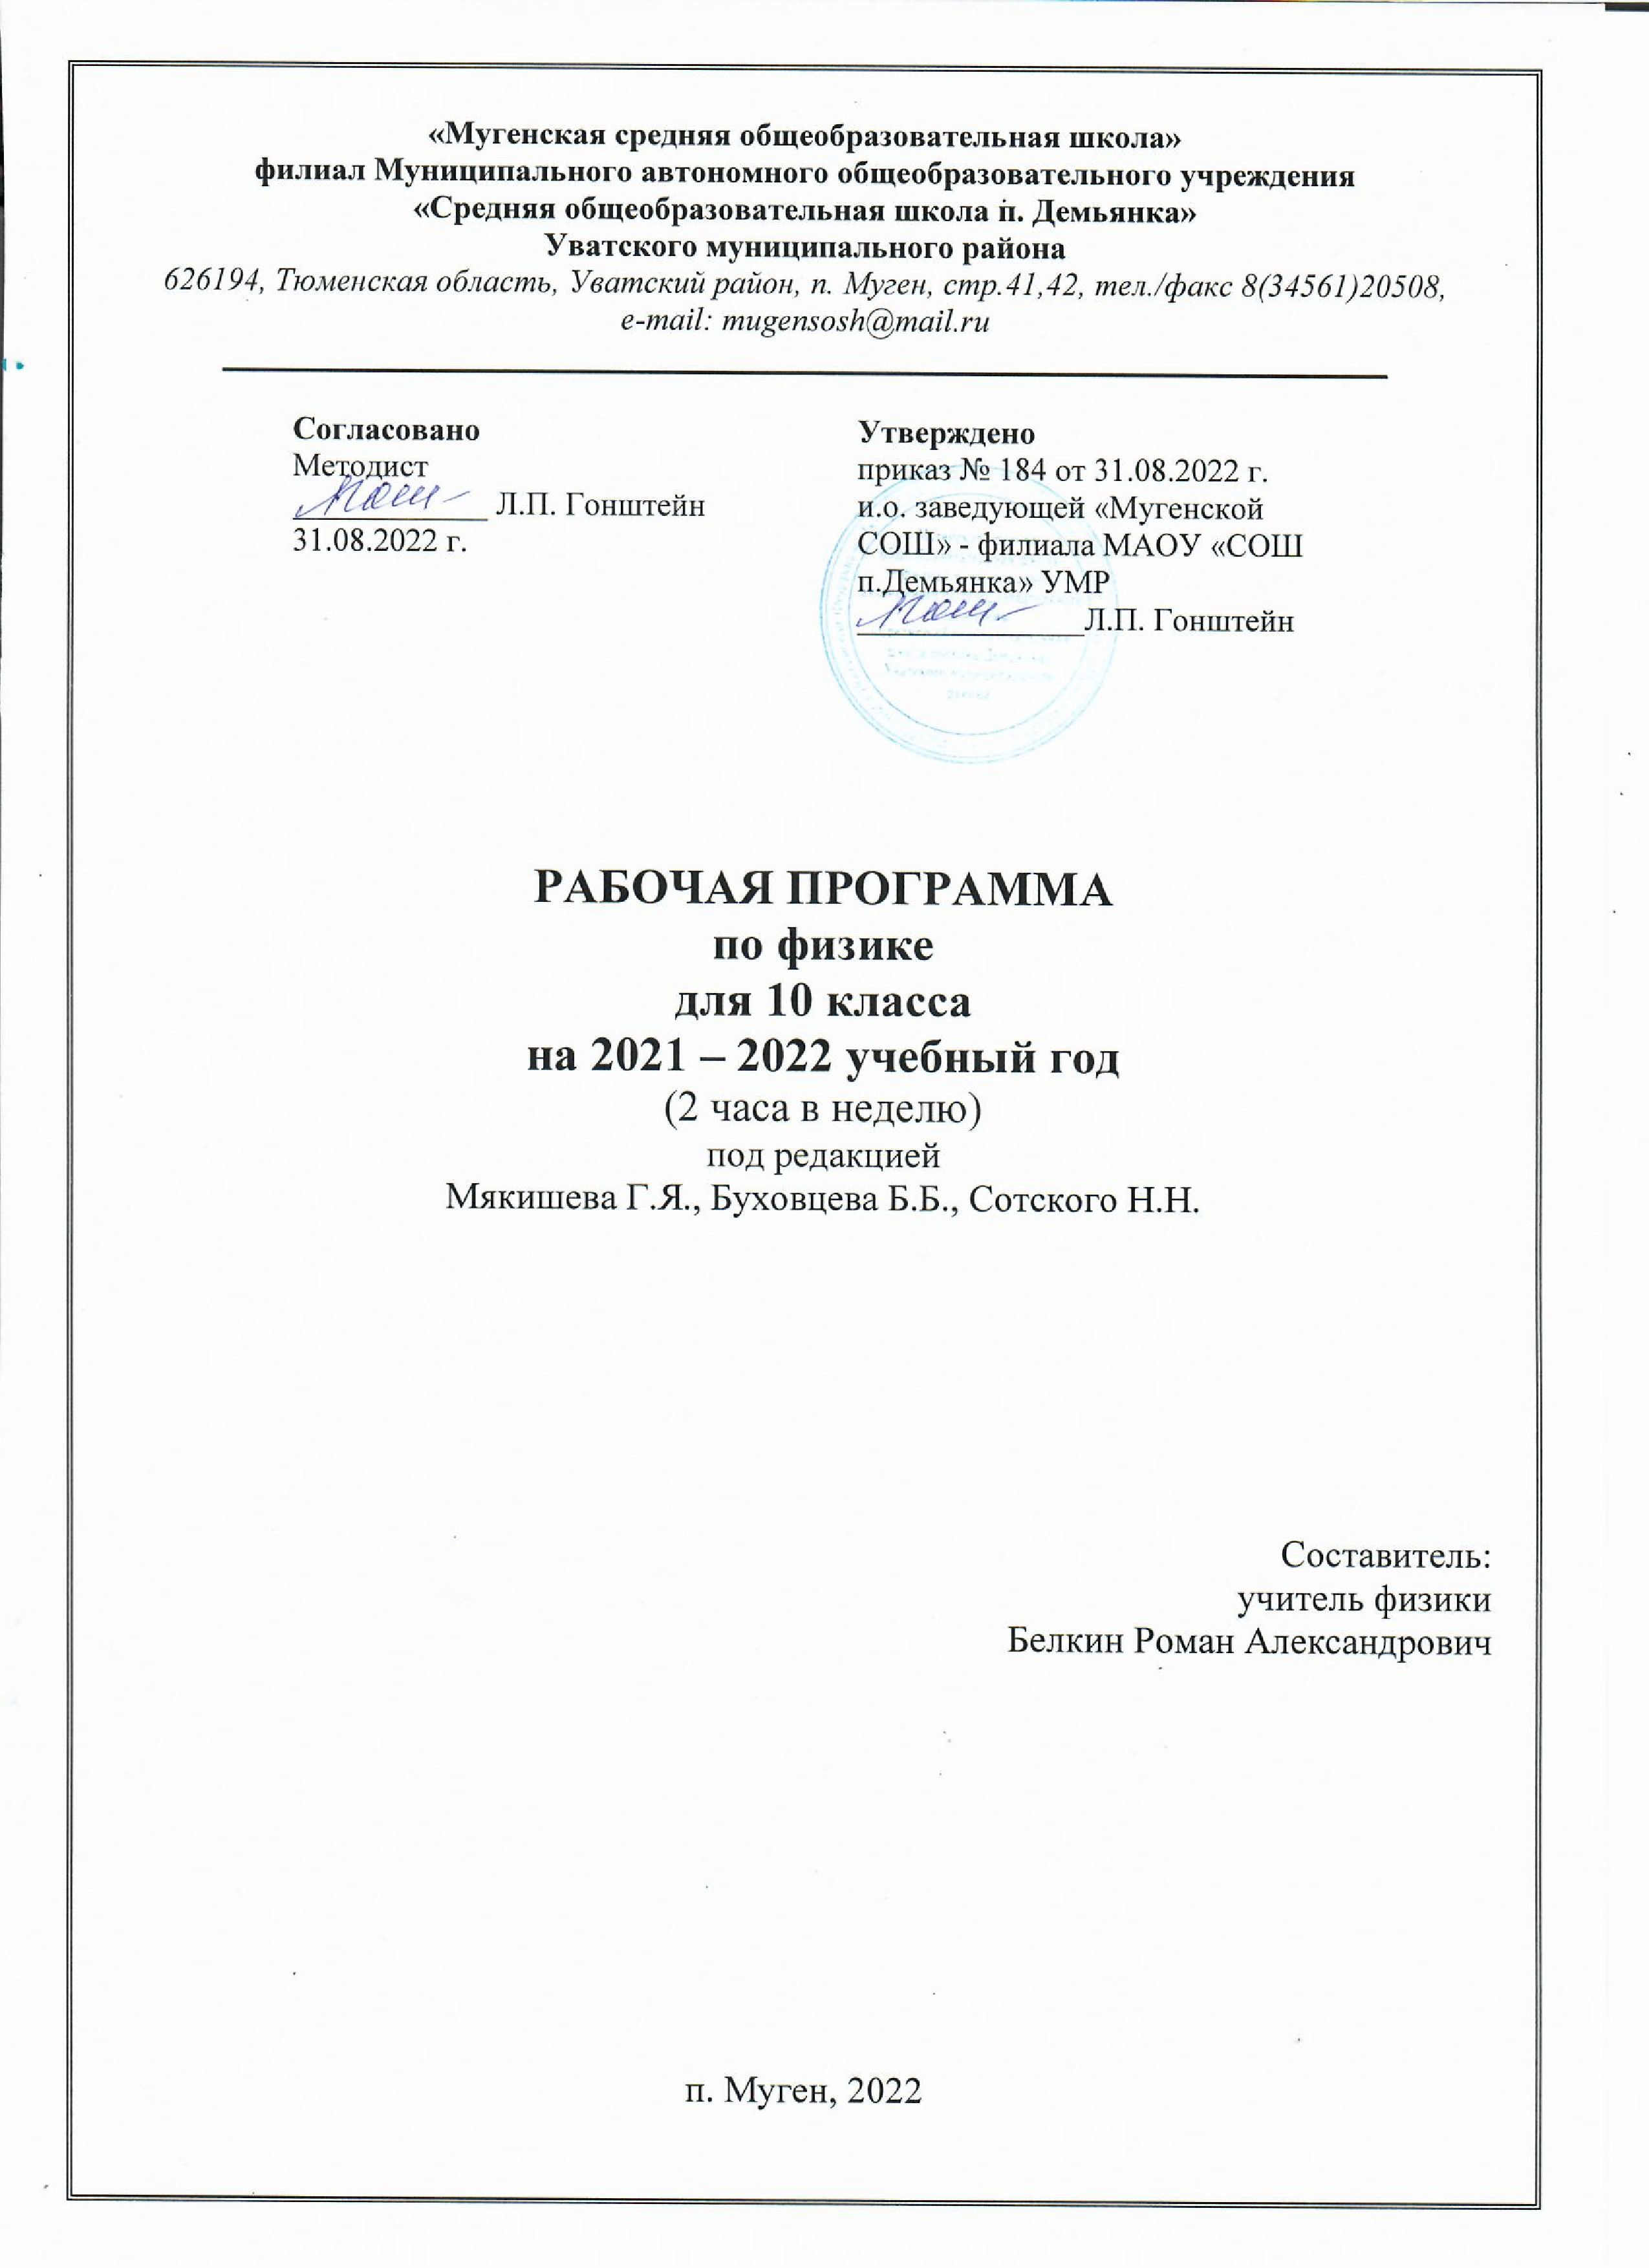 «Мугенская средняя общеобразовательная школа»
филиал Муниципального автономного общеобразовательного учреждения
«Средняя общеобразовательная школа п. Демьянка»
Уватского муниципального района
626194, Тюменская область, Уватский район, п. Муген, стр.41,42, тел./факс 8(34561)20508,
e-mail: mugensosh@mail.ru
Согласовано
Методист
____________ Л.П. Гонштейн
31.08.2022 г.
Утверждено
приказ № 184 от 31.08.2022 г.
и.о. заведующей «Мугенской
СОШ» - филиала МАОУ «СОШ
п.Демьянка» УМР
______________Л.П. Гонштейн
РАБОЧАЯ ПРОГРАММА
по физике
для 10 класса
на 2021 – 2022 учебный год
(2 часа в неделю)
под редакцией
Мякишева Г.Я., Буховцева Б.Б., Сотского Н.Н.
Составитель:
учитель физики
Белкин Роман Александрович
п. Муген, 2022